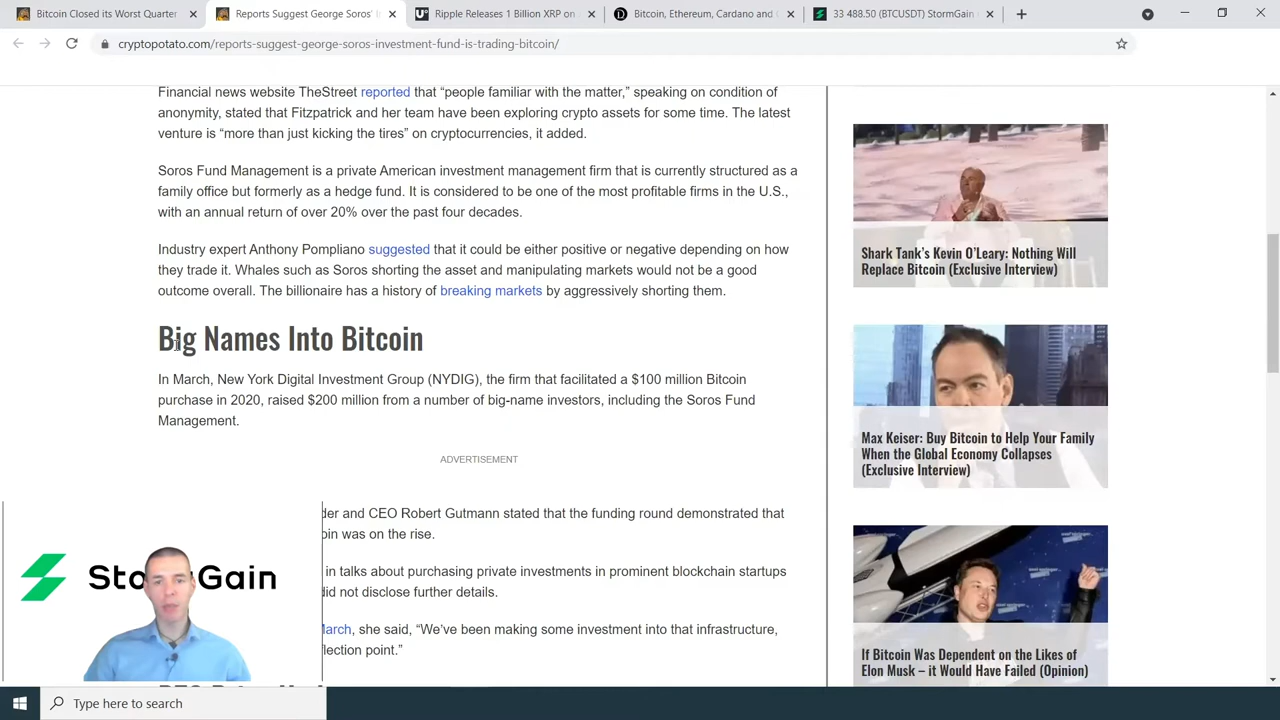 Bitcoin Closed its Worst Quarter
Reports Suggest George Soros' I
Ripple Releases 1 Billion XRP on
Bitcoin, Ethereum, Cardano and
33 488.50 (BTCUSDT) StormGain
cryptopotato.com/reports-suggest-george-soros-investment-fund-is-trading-bitcoin/
Financial news website TheStreet reported that “people familiar with the matter,” speaking on condition of
anonymity, stated that Fitzpatrick and her team have been exploring crypto assets for some time. The latest
venture is “more than just kicking the tires” on cryptocurrencies, it added.
Soros Fund Management is a private American investment management firm that is currently structured as a
family office but formerly as a hedge fund. It is considered to be one of the most profitable firms in the U.S.,
with an annual return of over 20% over the past four decades.
Industry expert Anthony Pompliano suggested that it could be either positive or negative depending on how
they trade it. Whales such as Soros shorting the asset and manipulating markets would not be a good
outcome overall. The billionaire has a history of breaking markets by aggressively shorting them.
Big Names Into Bitcoin
In March, New York Digital Investment Group (NYDIG), the firm that facilitated a $100 million Bitcoin
purchase in 2020, raised $200 million from a number of big-name investors, including the Soros Fund
Management.
ADVERTISEMENT
der and CEO Robert Gutmann stated that the funding round demonstrated that
oin was on the rise.
in talks about purchasing private investments in prominent blockchain startups
did not disclose further details.
March, she said, “We’ve been making some investment into that infrastructure,
flection point.”
Shark Tank’s Kevin O’Leary: Nothing Will
Replace Bitcoin (Exclusive Interview)
Max Keiser: Buy Bitcoin to Help Your Family
When the Global Economy Collapses
(Exclusive Interview)
If Bitcoin Was Dependent on the Likes of
Elon Musk – it Would Have Failed (Opinion)
Sto Gain
Type here to search